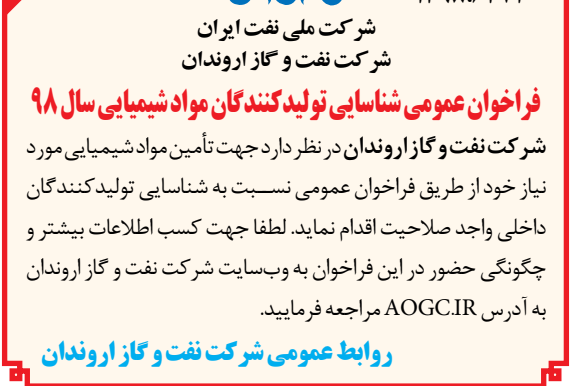 شرکت ملی نفت ایران
شرکت نفت و گاز اروندان
فراخوان عمومی شناسایی تولیدکنندگان مواد شیمیایی سال ۹۸
شرکت نفت و گاز اروندان در نظر دارد جهت تأمین مواد شیمیایی مورد
نیاز خود از طریق فراخوان عمومی نسبت به شناسایی تولیدکنندگان
داخلی واجد صلاحیت اقدام نماید. لطفا جهت کسب اطلاعات بیشتر و
چگونگی حضور در این فراخوان به وب‌سایت شرکت نفت و گاز اروندان
به آدرس AOGC.IR مراجعه فرمایید.
روابط عمومی شرکت نفت و گاز اروندان